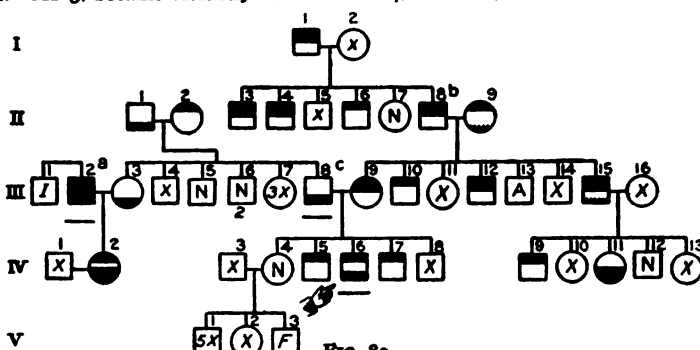 1 2
I X
1 2 3 4 5 6 7 8 b 9
II X N
1 2 a 3 4 5 6 7 8 c 9 10 11 12 13 14 15 16
III I X N N 3X X A X X
2
1 2 3 4 5 6 7 8 9 10 11 12 13
IV X X N X X N X
1 2 3
V 5X X F